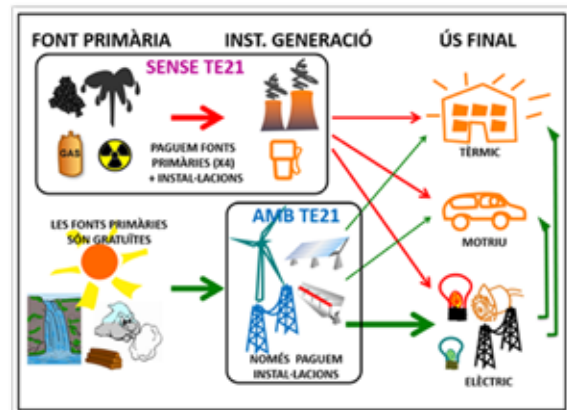 FONT PRIMÀRIA
INST. GENERACIÓ
ÚS FINAL
SENSE TE21
GAS
PAGUEM FONTS
PRIMÀRIES (X4)
+ INSTAL·LACIONS
TÈRMIC
LES FONTS PRIMÀRIES
SÓN GRATUÏTES
AMB TE21
MOTRIU
NOMÉS PAGUEM
INSTAL·LACIONS
ELÈCTRIC